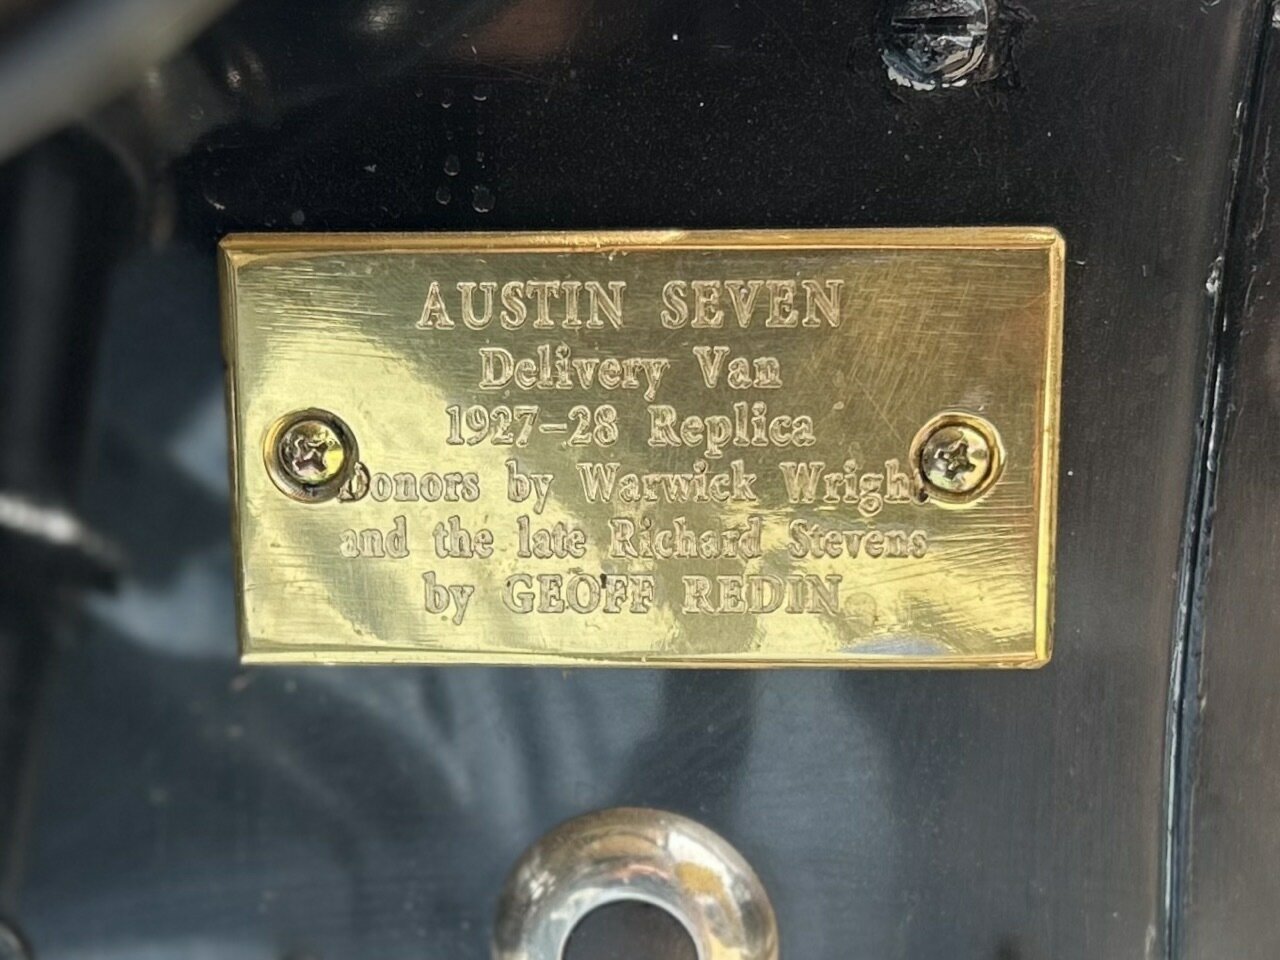 AUSTIN SEVEN
Delivery Van
1927-28 Replica
Donors by Warwick Wright
and the late Richard Stevens
by GEOFF REDIN